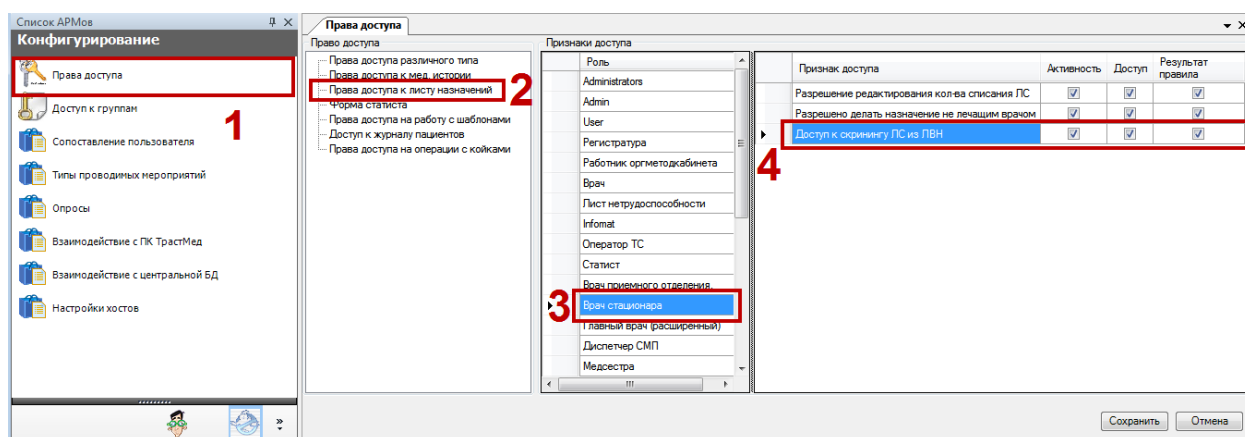 Список АРМов
Конфигурирование
Права доступа
Доступ к группам
Сопоставление пользователя
Типы проводимых мероприятий
Опросы
Взаимодействие с ПК ТрастМед
Взаимодействие с центральной БД
Настройки хостов
1
Права доступа
Право доступа
Права доступа различного типа
Права доступа к мед. истории
Права доступа к листу назначений
Форма статиста
Права доступа на работу с шаблонами
Доступ к журналу пациентов
Права доступа на операции с койками
2
Признаки доступа
Роль
Administrators
Admin
User
Регистратура
Работник оргметодкабинета
Врач
Лист нетрудоспособности
Infomat
Оператор ТС
Статист
Врач приемного отделения.
Врач стационара
Главный врач (расширенный)
Диспетчер СМП
Медсестра
3
Признак доступа Активность Доступ Результат правила
Разрешение редактирования кол-ва списания ЛС
Разрешено делать назначение не лечащим врачом
Доступ к скринингу ЛС из ЛВН
4
Сохранить Отмена